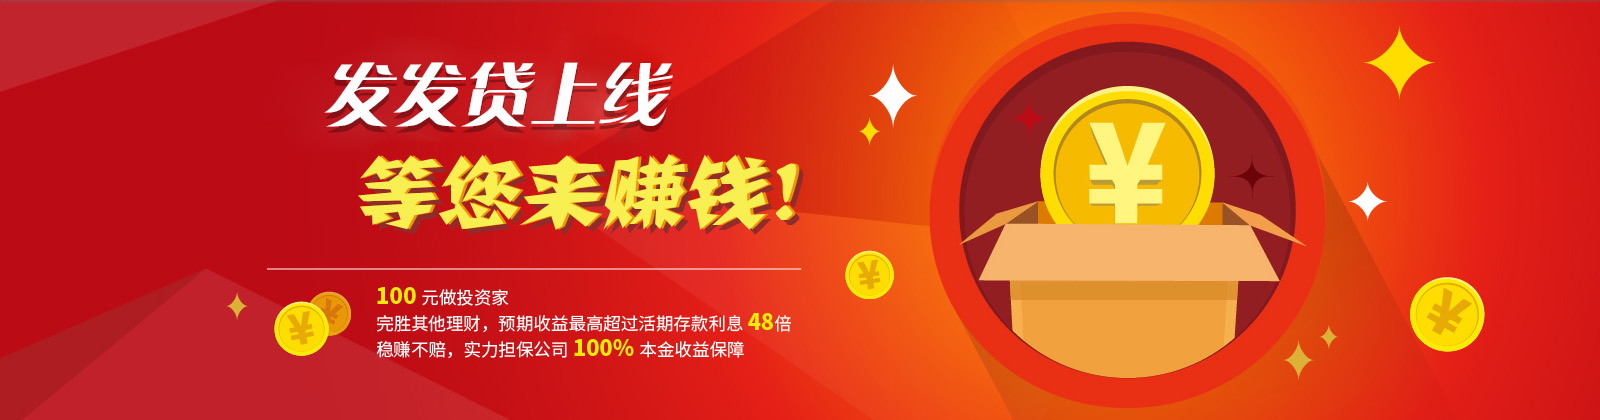 发发贷上线
等您来赚钱!
100 元做投资家
完胜其他理财，预期收益最高超过活期存款利息 48倍
稳赚不赔，实力担保公司 100% 本金收益保障
¥
¥
¥
¥
¥